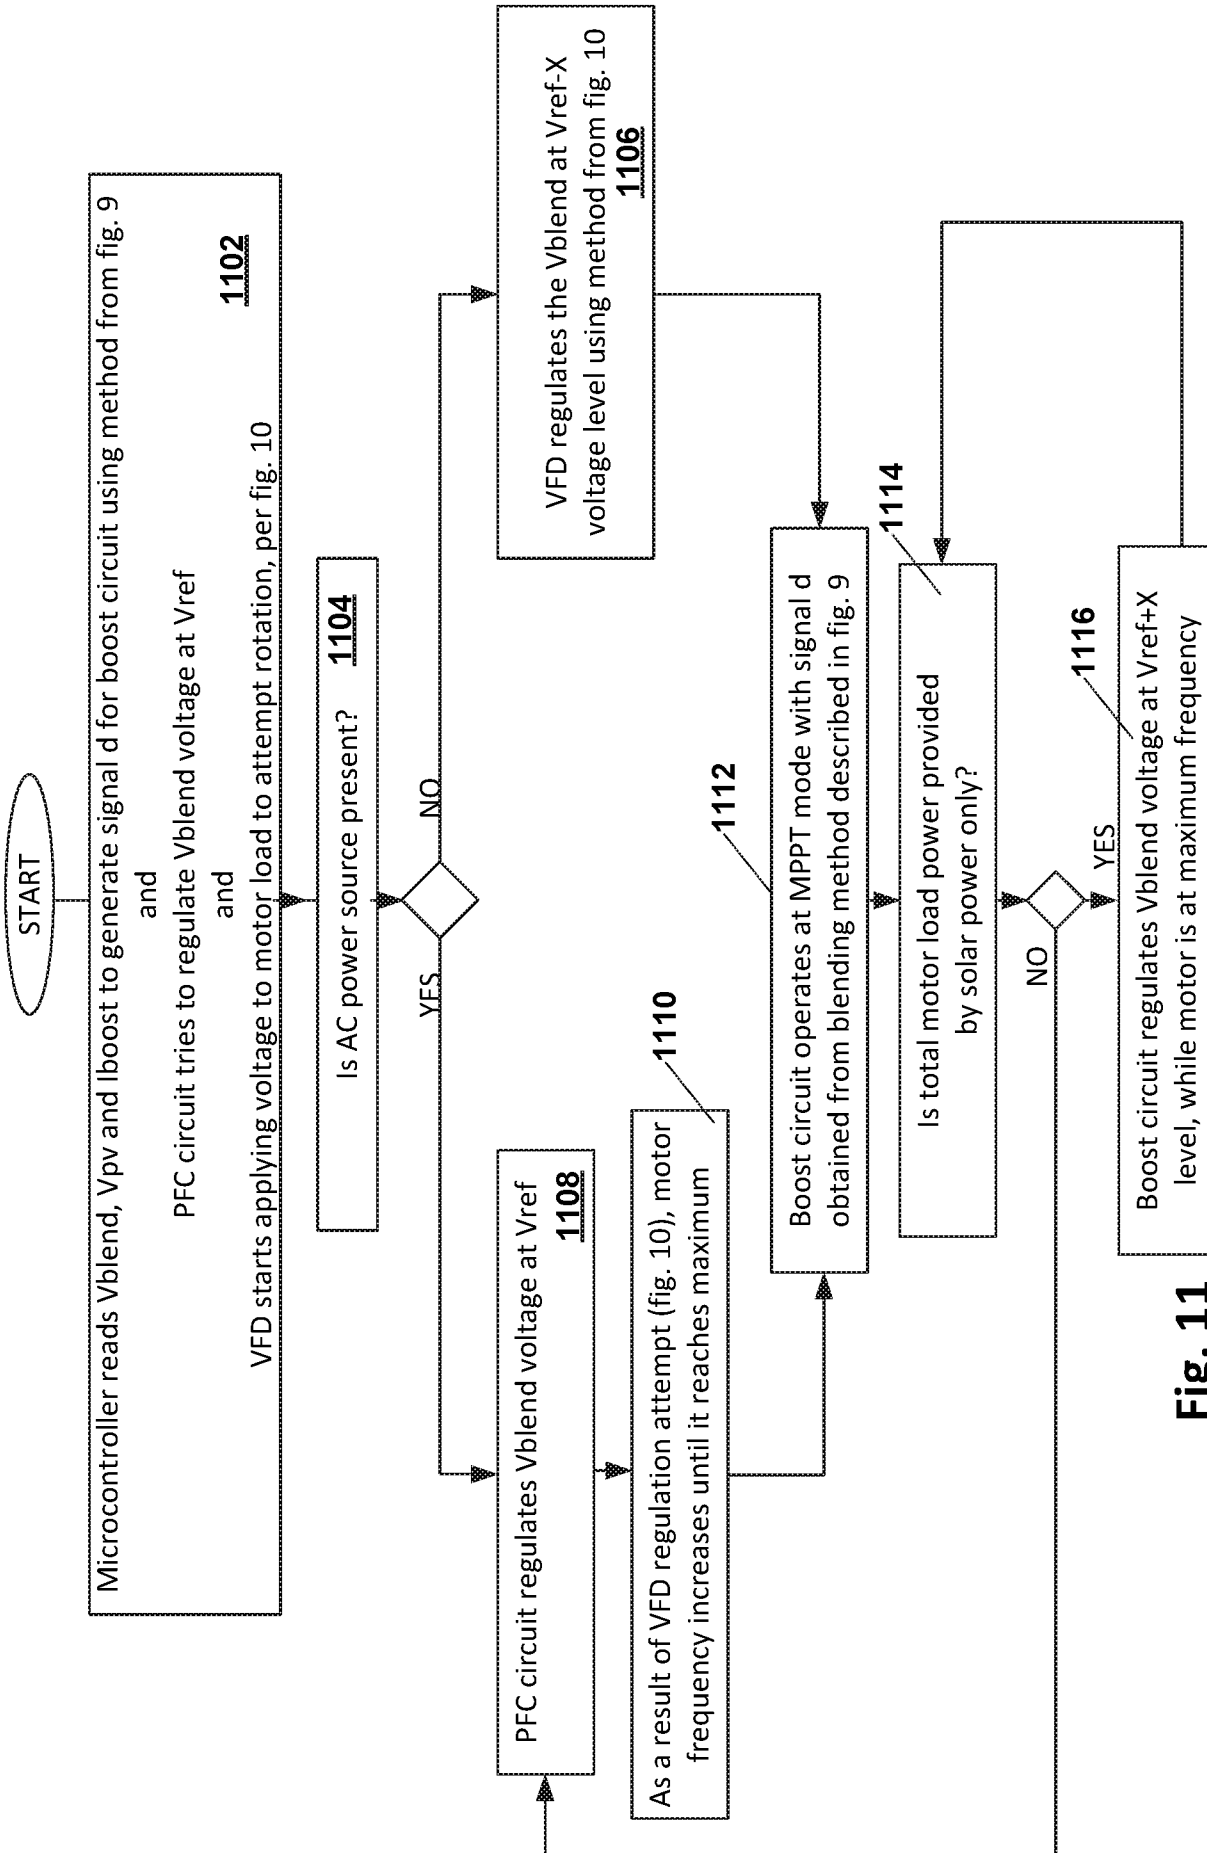 START
Microcontroller reads Vblend, Vpv and Iboost to generate signal d for boost circuit using method from fig. 9
and
PFC circuit tries to regulate Vblend voltage at Vref
and
1102
VFD starts applying voltage to motor load to attempt rotation, per fig. 10
Is AC power source present?
1104
YES
NO
PFC circuit regulates Vblend voltage at Vref
1108
VFD regulates the Vblend at Vref-X
voltage level using method from fig. 10
1106
As a result of VFD regulation attempt (fig. 10), motor
frequency increases until it reaches maximum
1110
1112
Boost circuit operates at MPPT mode with signal d
obtained from blending method described in fig. 9
1114
Is total motor load power provided
by solar power only?
NO
YES
1116
Boost circuit regulates Vblend voltage at Vref+X
level, while motor is at maximum frequency
Fig. 11